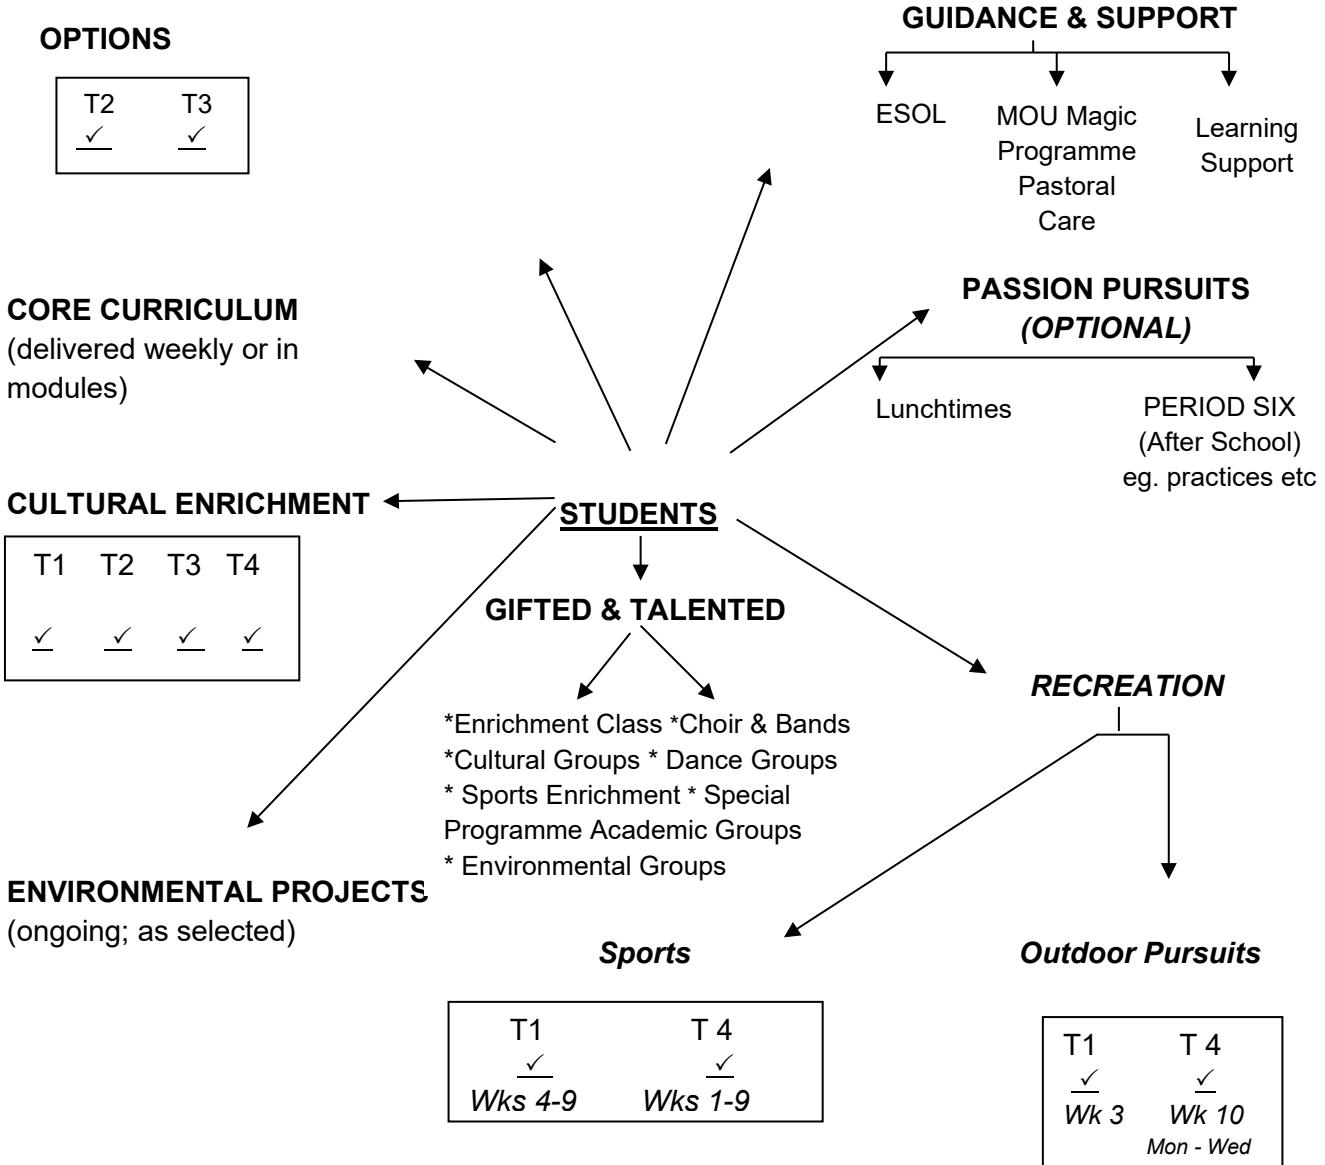 GUIDANCE & SUPPORT
OPTIONS
T2 T3
✓ ✓
ESOL
MOU Magic
Programme
Pastoral
Care
Learning
Support
CORE CURRICULUM
(delivered weekly or in
modules)
PASSION PURSUITS
(OPTIONAL)
Lunchtimes
PERIOD SIX
(After School)
eg. practices etc
CULTURAL ENRICHMENT
T1 T2 T3 T4
✓ ✓ ✓ ✓
STUDENTS
GIFTED & TALENTED
*Enrichment Class *Choir & Bands
*Cultural Groups * Dance Groups
* Sports Enrichment * Special
Programme Academic Groups
* Environmental Groups
RECREATION
ENVIRONMENTAL PROJECTS
(ongoing; as selected)
Sports
T1 T 4
✓ ✓
Wks 4-9 Wks 1-9
Outdoor Pursuits
T1 T 4
✓ ✓
Wk 3 Wk 10
Mon - Wed